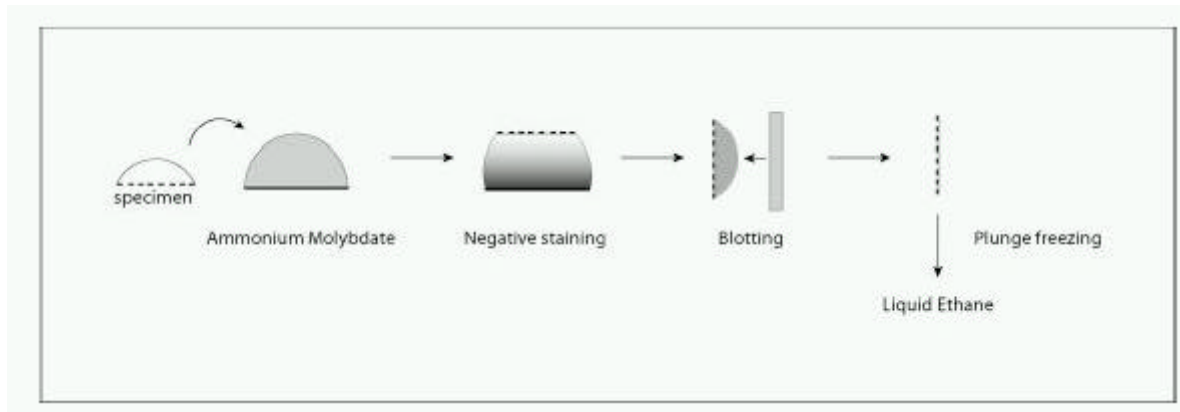 specimen
Ammonium Molybdate
Negative staining
Blotting
Plunge freezing
Liquid Ethane